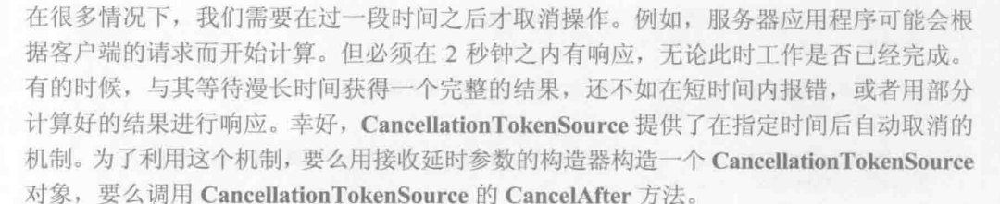 在很多情况下，我们需要在过一段时间之后才取消操作。例如，服务器应用程序可能会根
据客户端的请求而开始计算。但必须在 2 秒钟之内有响应，无论此时工作是否已经完成。
有的时候，与其等待漫长时间获得一个完整的结果，还不如在短时间内报错，或者用部分
计算好的结果进行响应。幸好，CancellationTokenSource 提供了在指定时间后自动取消的
机制。为了利用这个机制，要么用接收延时参数的构造器构造一个 CancellationTokenSource
对象，要么调用 CancellationTokenSource 的 CancelAfter 方法。